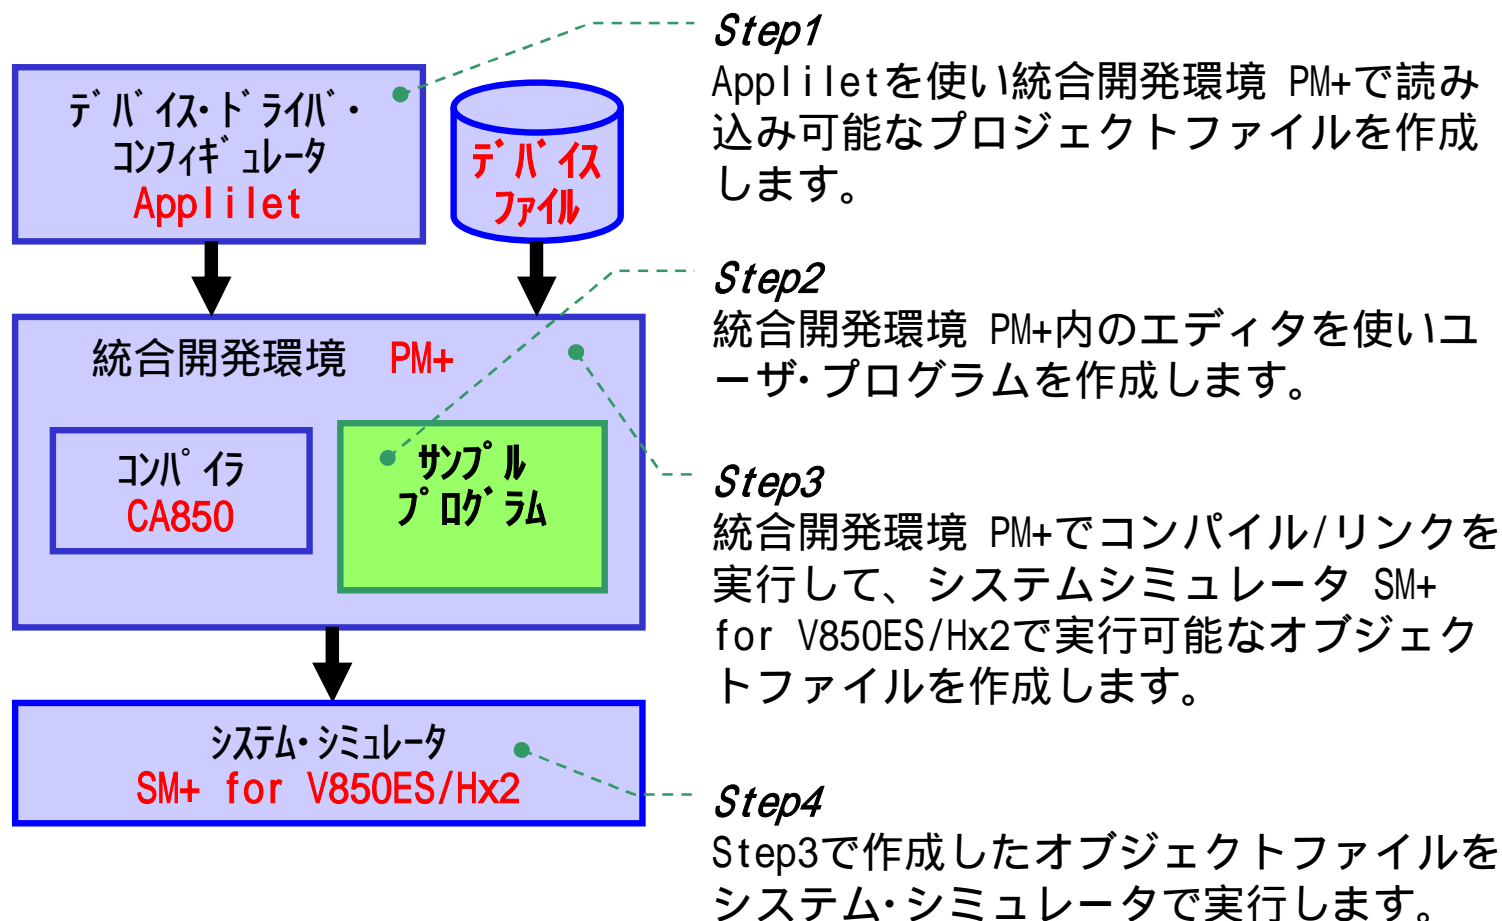 ﾃﾞﾊﾞｲｽ･ﾄﾞﾗｲﾊﾞ･
ｺﾝﾌｨｷﾞｭﾚｰﾀ
Applilet
ﾃﾞﾊﾞｲｽ
ﾌｧｲﾙ
統合開発環境 PM+
ｺﾝﾊﾟｲﾗ
CA850
ｻﾝﾌﾟﾙ
ﾌﾟﾛｸﾞﾗﾑ
ｼｽﾃﾑ･ｼﾐｭﾚｰﾀ
SM+ for V850ES/Hx2
Step1
Appliletを使い統合開発環境 PM+で読み
込み可能なプロジェクトファイルを作成
します。
Step2
統合開発環境 PM+内のエディタを使いユ
ーザ･プログラムを作成します。
Step3
統合開発環境 PM+でコンパイル/リンクを
実行して、システムシミュレータ SM+
for V850ES/Hx2で実行可能なオブジェク
トファイルを作成します。
Step4
Step3で作成したオブジェクトファイルを
システム･シミュレータで実行します。